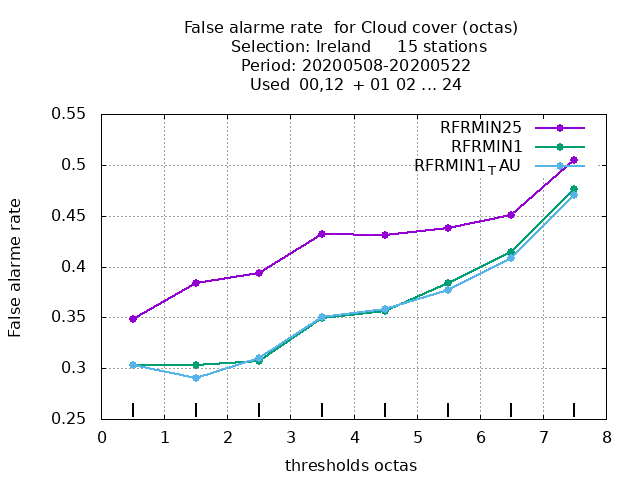 False alarme rate  for Cloud cover (octas)
Selection: Ireland     15 stations
Period: 20200508-20200522
Used  00,12  + 01 02 ... 24
RFRMIN25
RFRMIN1
RFRMIN1TAU
0.55
0.5
0.45
0.4
0.35
0.3
0.25
False alarme rate
0 1 2 3 4 5 6 7 8
thresholds octas